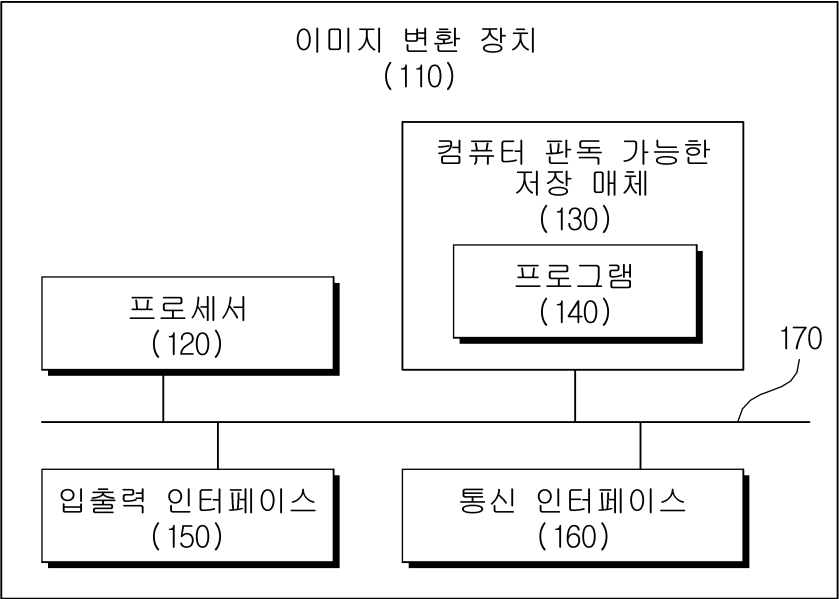 이미지 변환 장치
(110)
컴퓨터 판독 가능한
저장 매체
(130)
프로그램
(140)
프로세서
(120)
170
입출력 인터페이스
(150)
통신 인터페이스
(160)